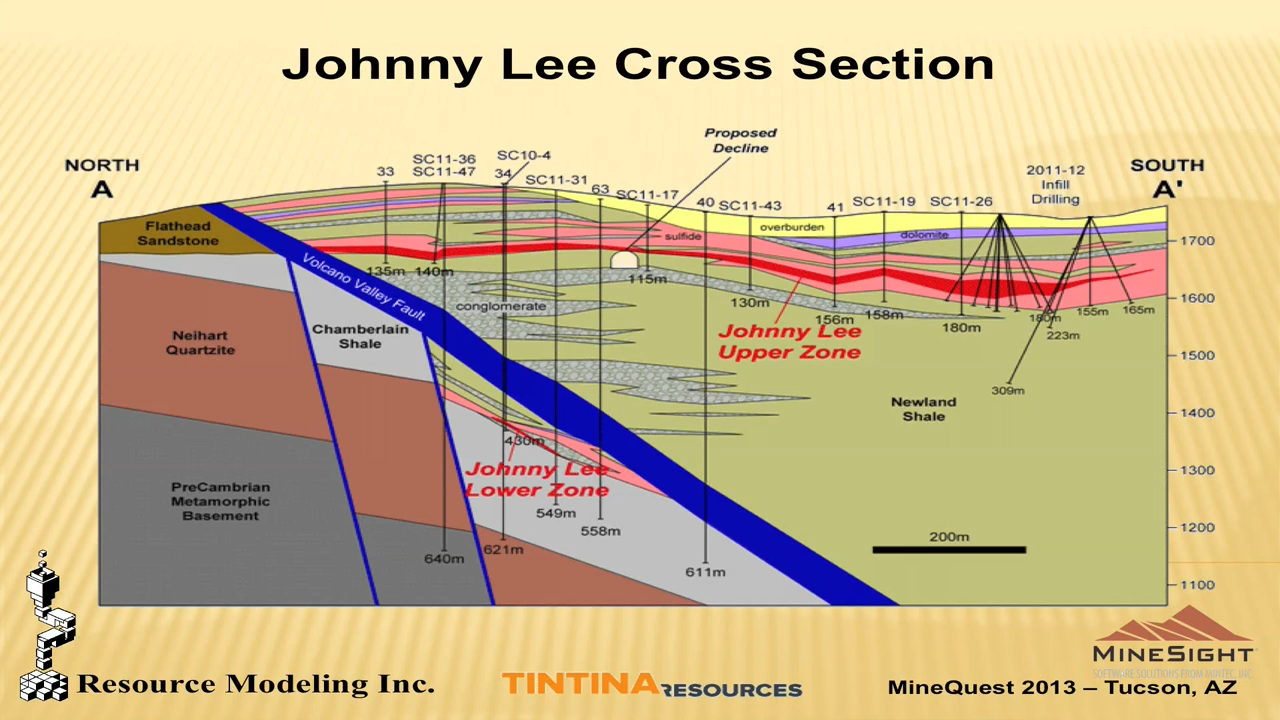 Johnny Lee Cross Section
NORTH
A
33
SC11-36
SC11-47
SC10-4
34
SC11-31
63
SC11-17
Proposed
Decline
40
SC11-43
41
SC11-19
SC11-26
2011-12
Infill
Drilling
SOUTH
A'
Flathead
Sandstone
sulfide
overburden
dolomite
1700
1600
1500
1400
1300
1200
1100
Volcano Valley Fault
135m
140m
115m
130m
156m
158m
180m
180m
223m
155m
165m
309m
conglomerate
Neihart
Quartzite
Chamberlain
Shale
Johnny Lee
Upper Zone
Newland
Shale
430m
Johnny Lee
Lower Zone
PreCambrian
Metamorphic
Basement
549m
558m
640m
621m
611m
200m
Resource Modeling Inc.
TINTINA RESOURCES
MINESIGHT
SOFTWARE SOLUTIONS FROM MINTEC, INC.
MineQuest 2013 – Tucson, AZ